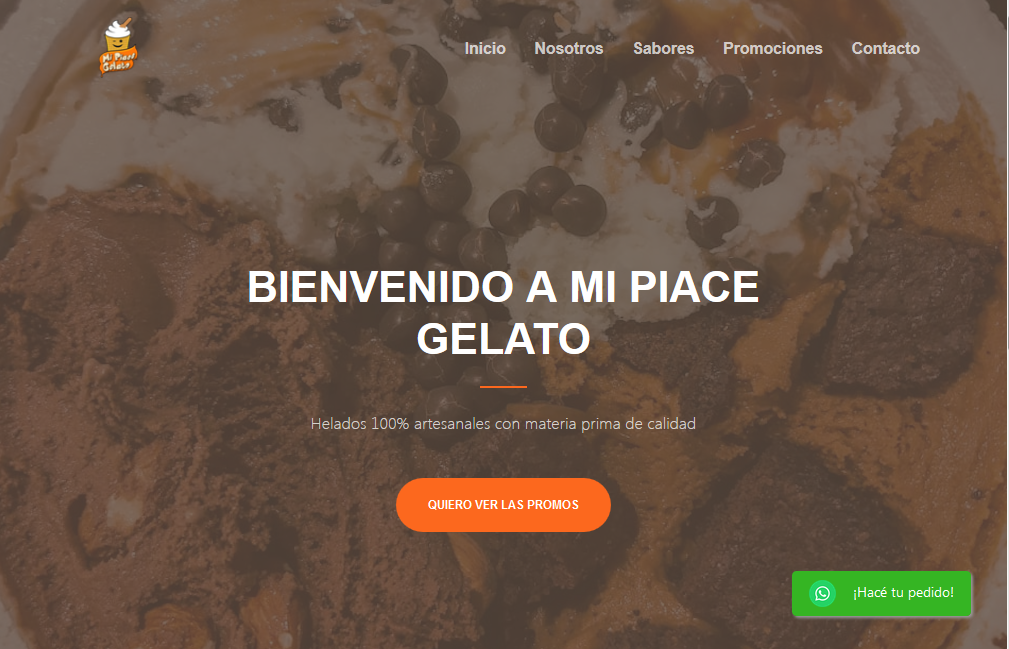 Mi Piace
Gelato
Inicio Nosotros Sabores Promociones Contacto
BIENVENIDO A MI PIACE
GELATO
Helados 100% artesanales con materia prima de calidad
QUIERO VER LAS PROMOS
¡Hacé tu pedido!